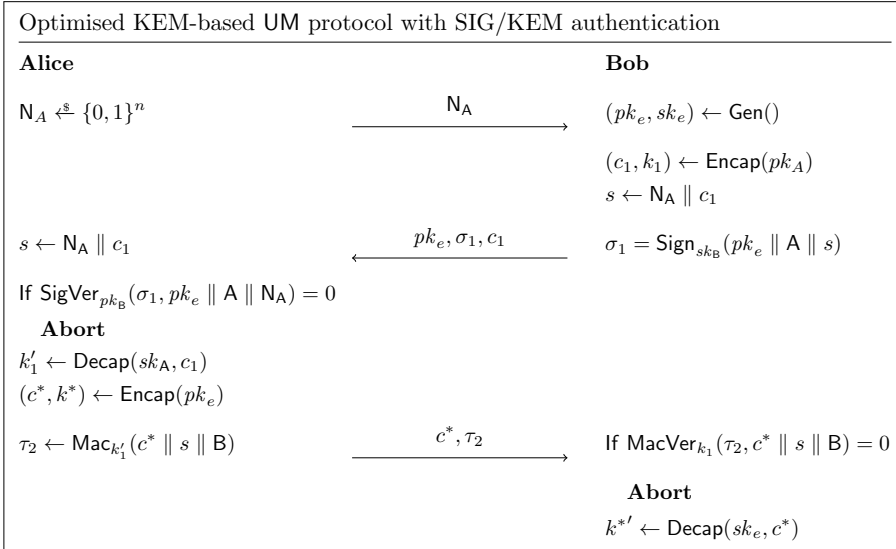 Optimised KEM-based UM protocol with SIG/KEM authentication
Alice Bob
N_A ←$ {0, 1}^n N_A (pk_e, sk_e) ← Gen()
(c_1, k_1) ← Encap(pk_A)
s ← N_A ∥ c_1
s ← N_A ∥ c_1 pk_e, σ_1, c_1 σ_1 = Sign_{sk_B}(pk_e ∥ A ∥ s)
If SigVer_{pk_B}(σ_1, pk_e ∥ A ∥ N_A) = 0
Abort
k′_1 ← Decap(sk_A, c_1)
(c*, k*) ← Encap(pk_e)
τ_2 ← Mac_{k′_1}(c* ∥ s ∥ B) c*, τ_2 If MacVer_{k_1}(τ_2, c* ∥ s ∥ B) = 0
Abort
k*′ ← Decap(sk_e, c*)